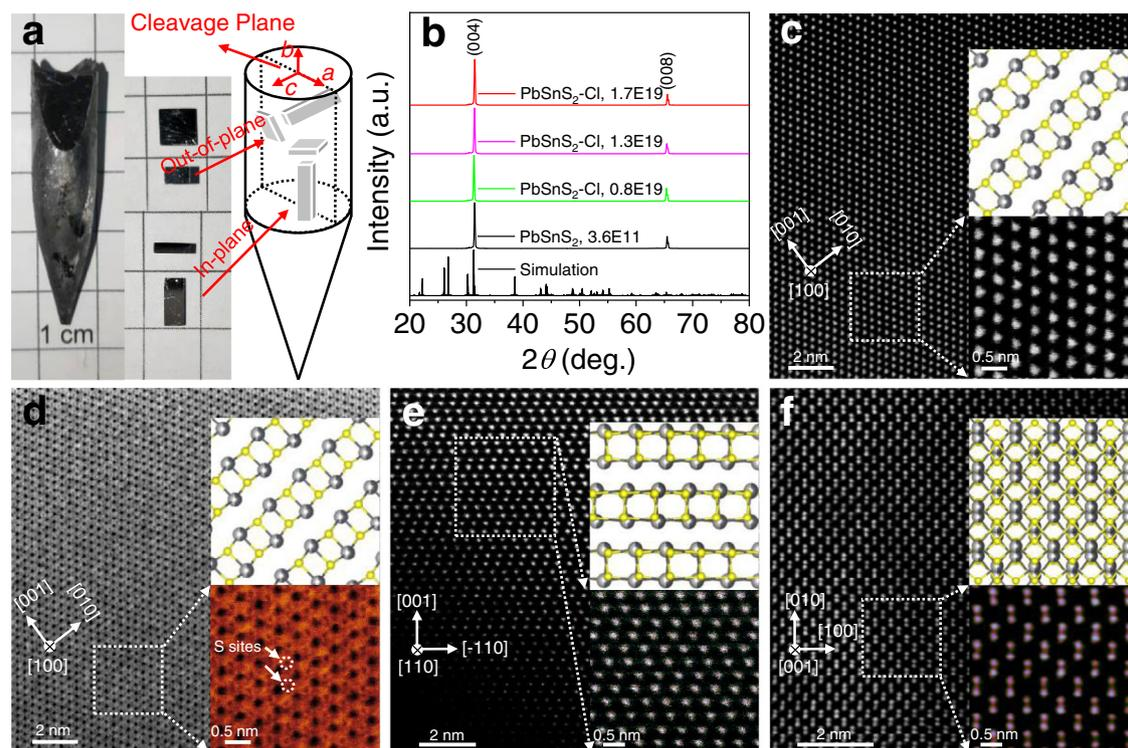 a
Cleavage Plane
b
a
c
Out-of-plane
In-plane
1 cm
b
Intensity (a.u.)
(004)
(008)
PbSnS2-Cl, 1.7E19
PbSnS2-Cl, 1.3E19
PbSnS2-Cl, 0.8E19
PbSnS2, 3.6E11
Simulation
20 30 40 50 60 70 80
2θ (deg.)
c
[001]
[010]
[100]
2 nm
0.5 nm
d
[001]
[010]
[100]
S sites
2 nm
0.5 nm
e
[001]
[-110]
[110]
2 nm
0.5 nm
f
[010]
[100]
[001]
2 nm
0.5 nm